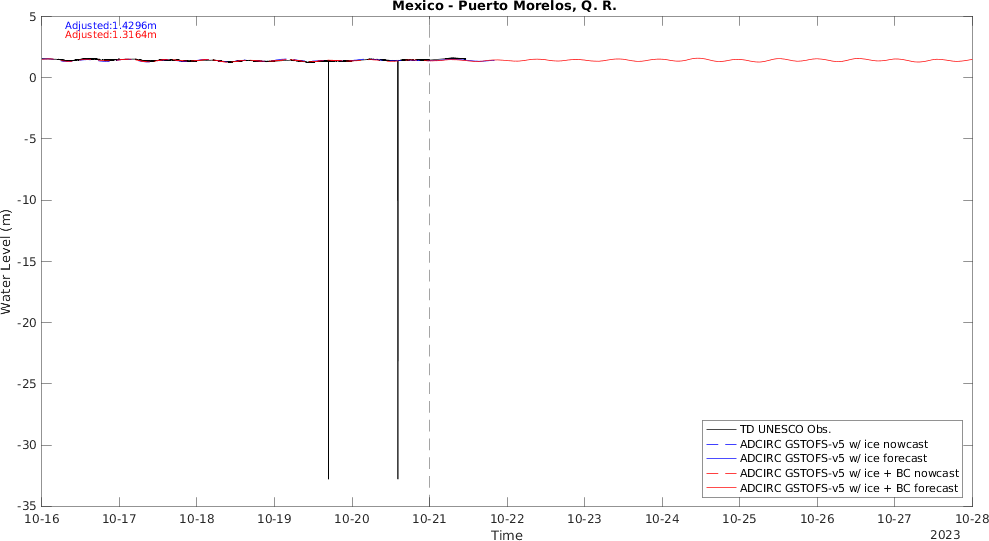 Mexico - Puerto Morelos, Q. R.
Adjusted:1.4296m
Adjusted:1.3164m
5
0
-5
-10
-15
-20
-25
-30
-35
Water Level (m)
TD UNESCO Obs.
ADCIRC GSTOFS-v5 w/ ice nowcast
ADCIRC GSTOFS-v5 w/ ice forecast
ADCIRC GSTOFS-v5 w/ ice + BC nowcast
ADCIRC GSTOFS-v5 w/ ice + BC forecast
10-16 10-17 10-18 10-19 10-20 10-21 10-22 10-23 10-24 10-25 10-26 10-27 10-28
Time
2023